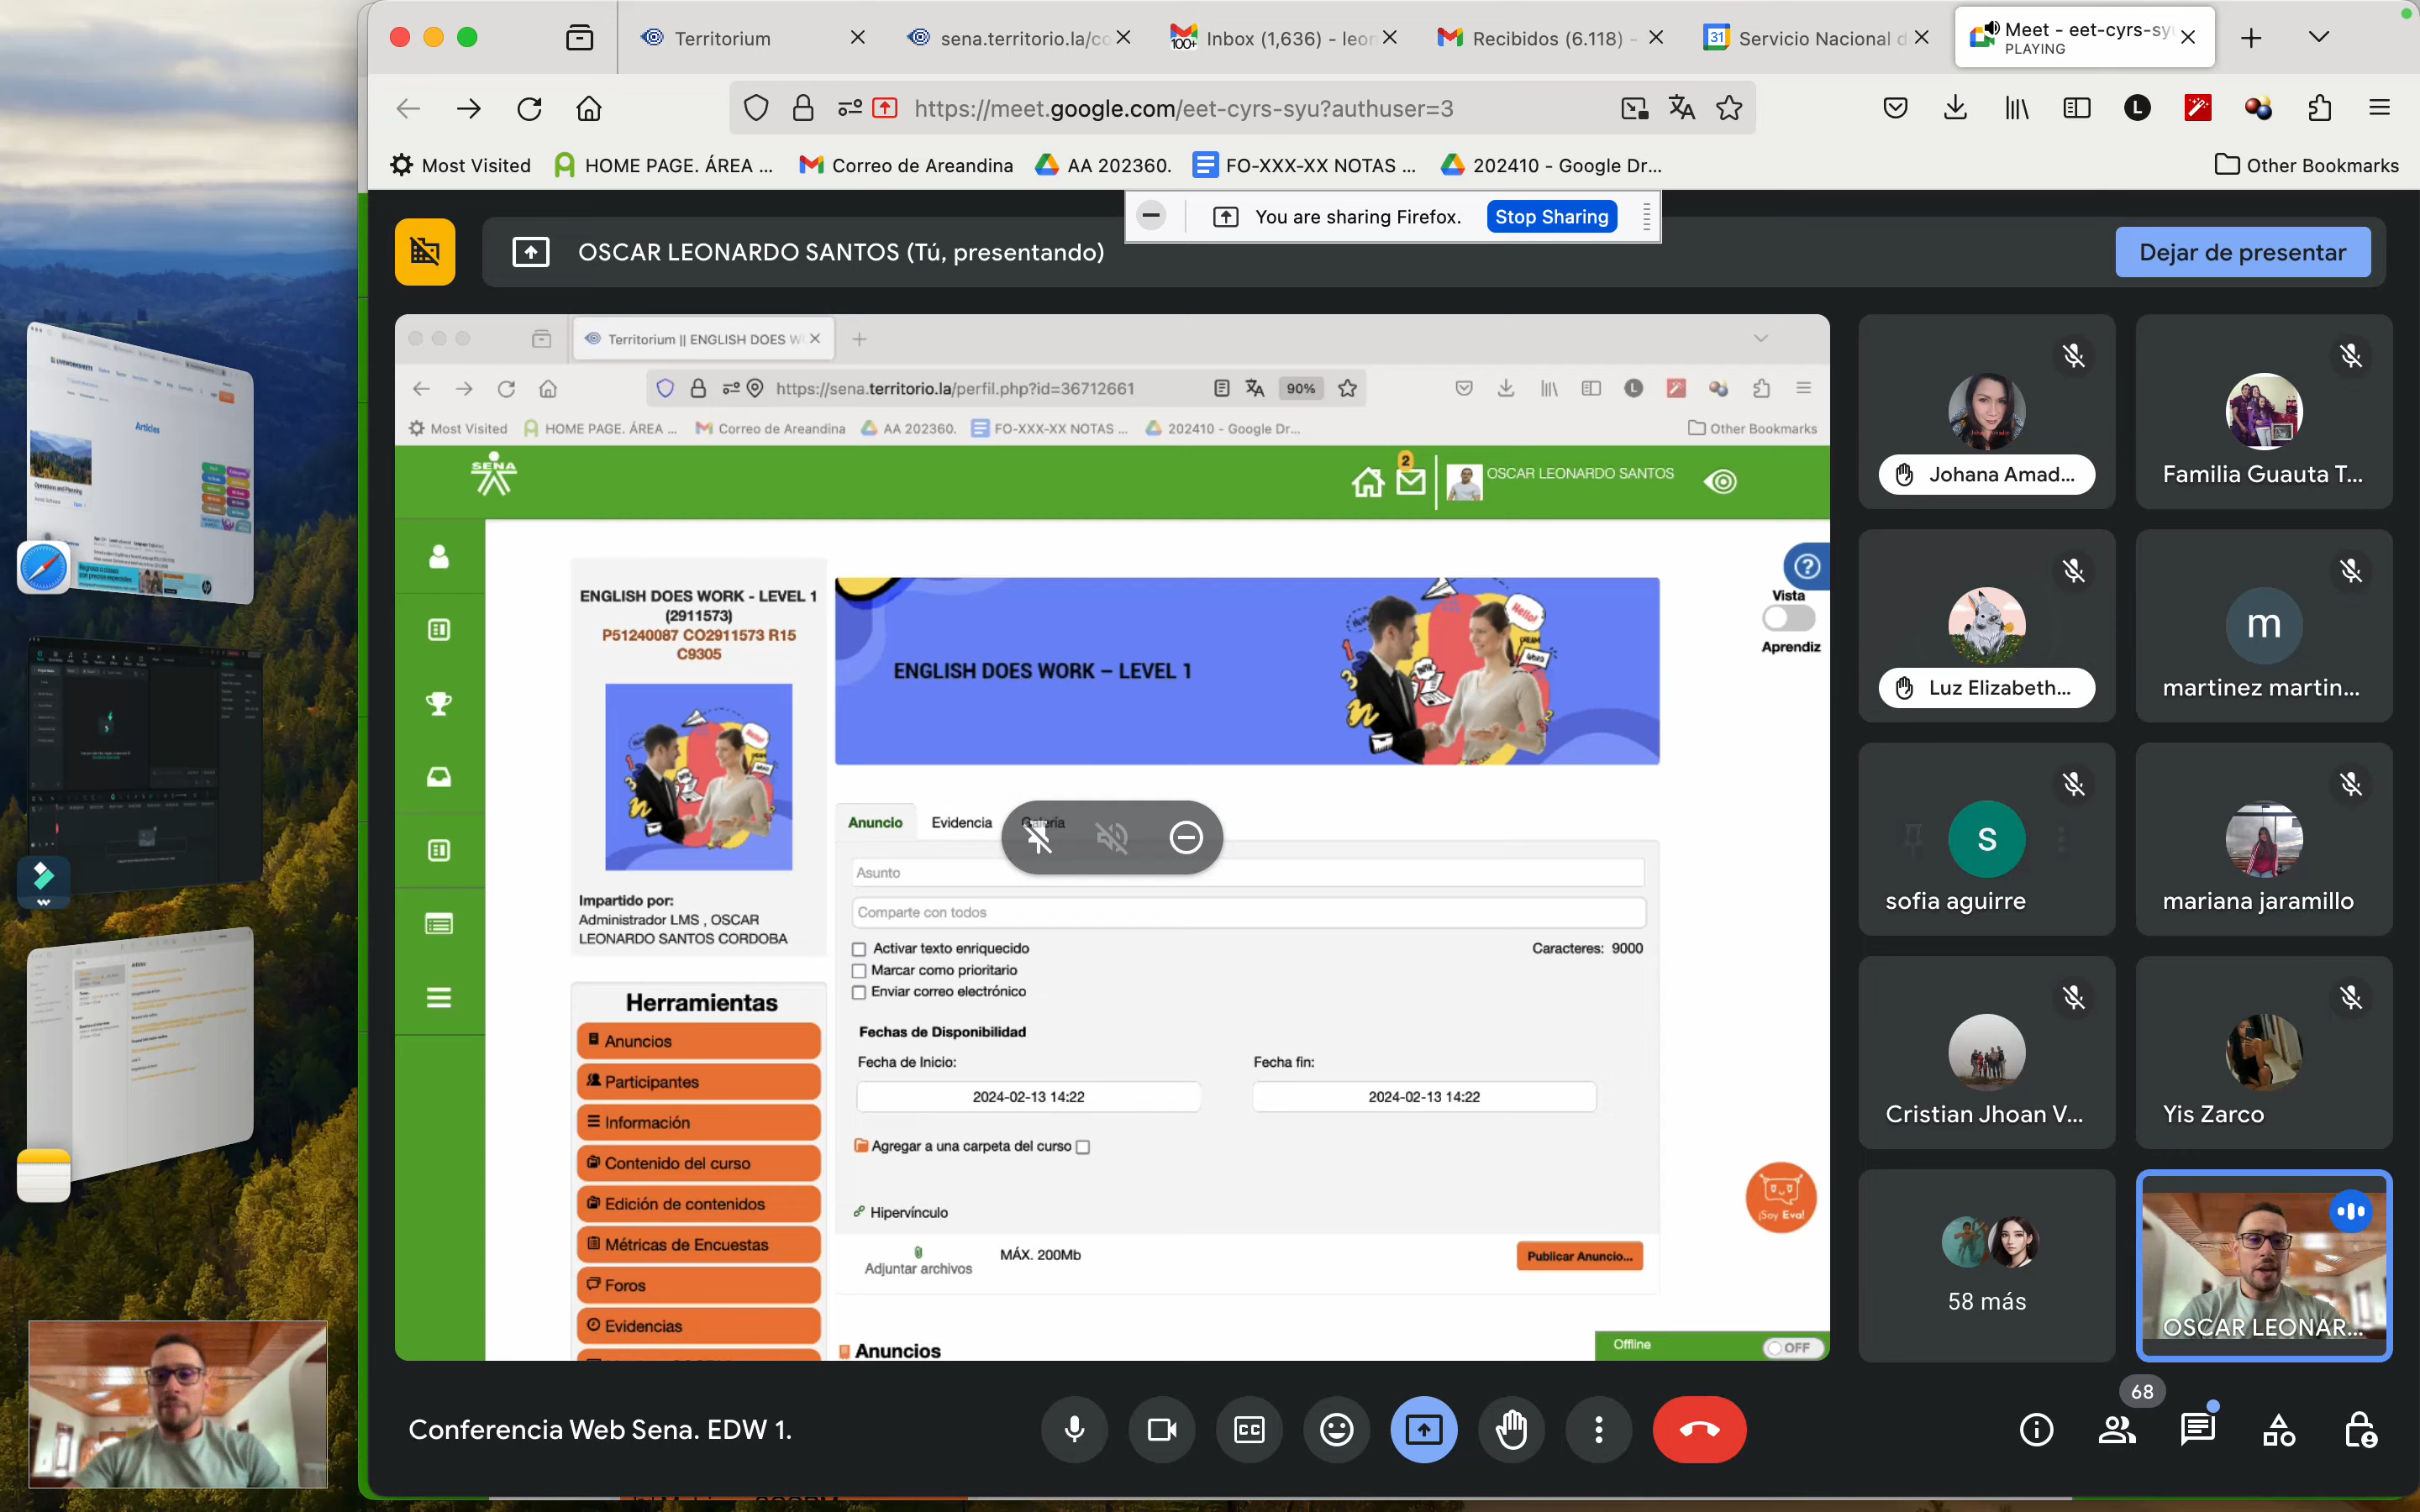 Territorium
sena.territorio.la/co
Inbox (1,636) - leon
Recibidos (6.118) -
Servicio Nacional d
Meet - eet-cyrs-sy
PLAYING
https://meet.google.com/eet-cyrs-syu?authuser=3
Most Visited
HOME PAGE. ÁREA ...
Correo de Areandina
AA 202360.
FO-XXX-XX NOTAS ...
202410 - Google Dr...
Other Bookmarks
You are sharing Firefox.
Stop Sharing
OSCAR LEONARDO SANTOS (Tú, presentando)
Dejar de presentar
Territorium || ENGLISH DOES W
https://sena.territorio.la/perfil.php?id=36712661
90%
Most Visited
HOME PAGE. ÁREA ...
Correo de Areandina
AA 202360.
FO-XXX-XX NOTAS ...
202410 - Google Dr...
Other Bookmarks
SENA
2
OSCAR LEONARDO SANTOS
ENGLISH DOES WORK - LEVEL 1
(2911573)
P51240087 CO2911573 R15
C9305
Impartido por:
Administrador LMS , OSCAR
LEONARDO SANTOS CORDOBA
Herramientas
Anuncios
Participantes
Información
Contenido del curso
Edición de contenidos
Métricas de Encuestas
Foros
Evidencias
ENGLISH DOES WORK – LEVEL 1
Hello!
Vista
Aprendiz
Anuncio
Evidencia
Galería
Asunto
Comparte con todos
Activar texto enriquecido
Caracteres: 9000
Marcar como prioritario
Enviar correo electrónico
Fechas de Disponibilidad
Fecha de Inicio:
Fecha fin:
2024-02-13 14:22
2024-02-13 14:22
Agregar a una carpeta del curso
Hipervínculo
Adjuntar archivos
MÁX. 200Mb
Publicar Anuncio...
¡Soy Eva!
Anuncios
Offline
OFF
Johana Amad...
Familia Guauta T...
Luz Elizabeth...
m
martinez martin...
S
sofia aguirre
mariana jaramillo
Cristian Jhoan V...
Yis Zarco
58 más
OSCAR LEONAR...
Conferencia Web Sena. EDW 1.
68
Articles